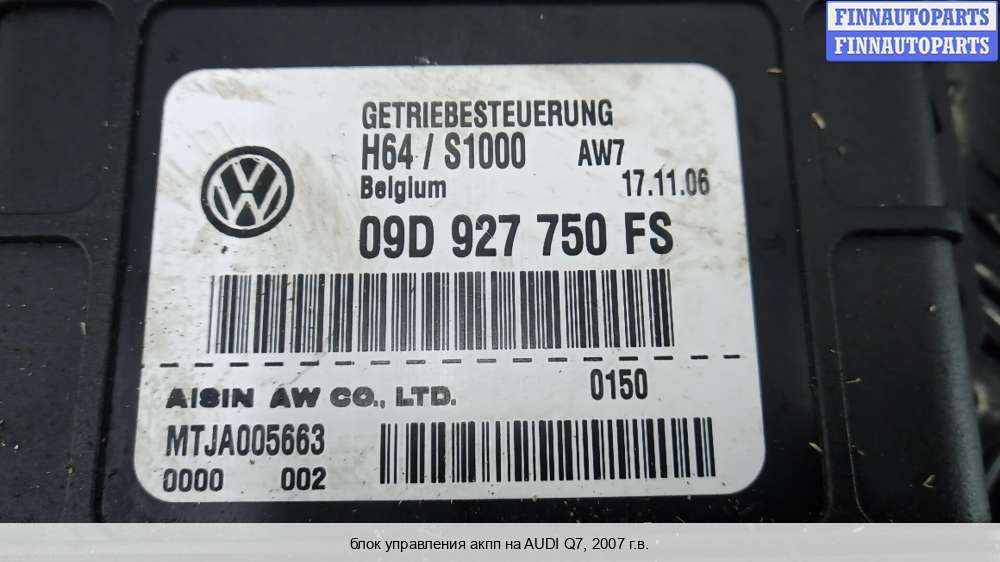 FINNAUTOPARTS
FINNAUTOPARTS
GETRIEBESTEUERUNG
H64 / S1000 AW7
Belgium 17.11.06
09D 927 750 FS
AISIN AW CO., LTD. 0150
MTJA005663
0000 002
блок управления акпп на AUDI Q7, 2007 г.в.